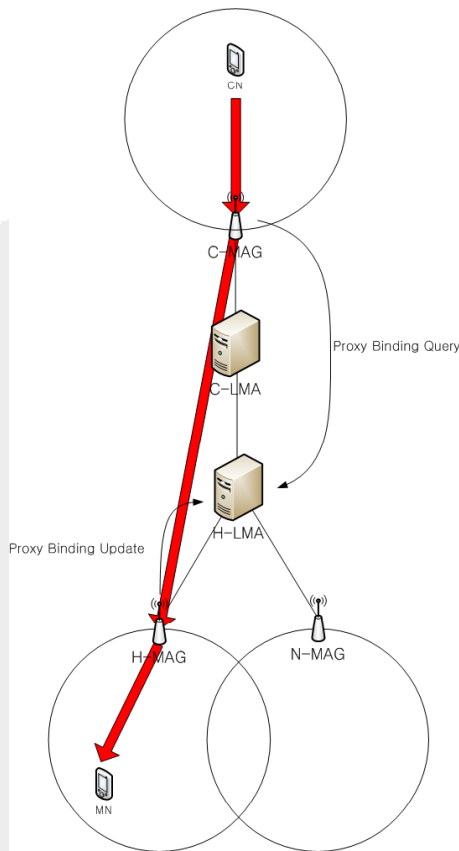 CN
C-MAG
Proxy Binding Query
C-LMA
H-LMA
Proxy Binding Update
H-MAG
N-MAG
MN